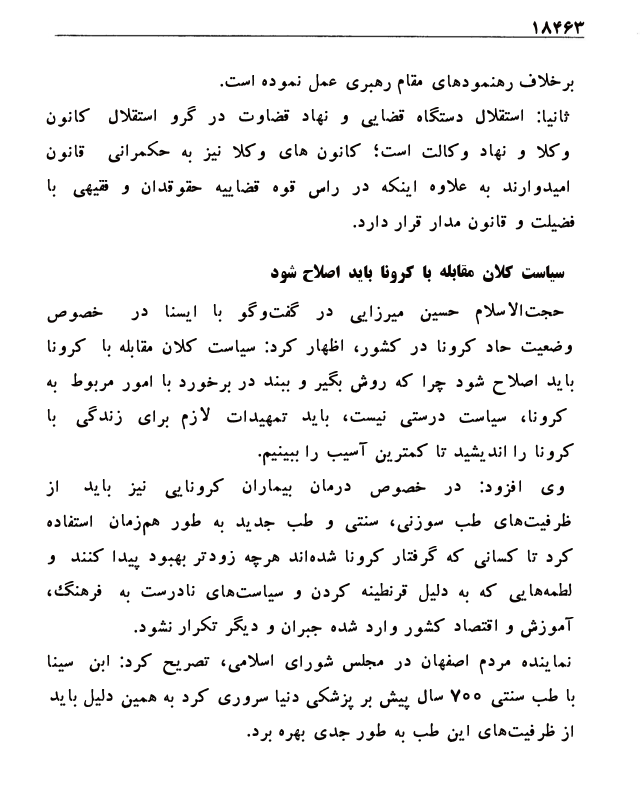 ۱۸۴۶۳
برخلاف رهنمودهای مقام رهبری عمل نموده است.
ثانیا: استقلال دستگاه قضایی و نهاد قضاوت در گرو استقلال کانون
وکلا و نهاد وکالت است؛ کانون های وکلا نیز به حکمرانی قانون
امیدوارند به علاوه اینکه در راس قوه قضاییه حقوقدان و فقیهی با
فضیلت و قانون مدار قرار دارد.
سیاست کلان مقابله با کرونا باید اصلاح شود
حجت‌الاسلام حسین میرزایی در گفت‌وگو با ایسنا در خصوص
وضعیت حاد کرونا در کشور، اظهار کرد: سیاست کلان مقابله با کرونا
باید اصلاح شود چرا که روش بگیر و ببند در برخورد با امور مربوط به
کرونا، سیاست درستی نیست، باید تمهیدات لازم برای زندگی با
کرونا را اندیشید تا کمترین آسیب را ببینیم.
وی افزود: در خصوص درمان بیماران کرونایی نیز باید از
ظرفیت‌های طب سوزنی، سنتی و طب جدید به طور هم‌زمان استفاده
کرد تا کسانی که گرفتار کرونا شده‌اند هرچه زودتر بهبود پیدا کنند و
لطمه‌هایی که به دلیل قرنطینه کردن و سیاست‌های نادرست به فرهنگ،
آموزش و اقتصاد کشور وارد شده جبران و دیگر تکرار نشود.
نماینده مردم اصفهان در مجلس شورای اسلامی، تصریح کرد: ابن سینا
با طب سنتی ۷۰۰ سال پیش بر پزشکی دنیا سروری کرد به همین دلیل باید
از ظرفیت‌های این طب به طور جدی بهره برد.